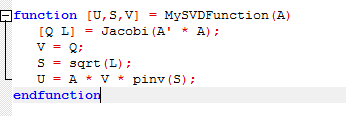 function [U,S,V] = MySVDFunction(A)
[Q L] = Jacobi(A' * A);
V = Q;
S = sqrt(L);
U = A * V * pinv(S);
endfunction